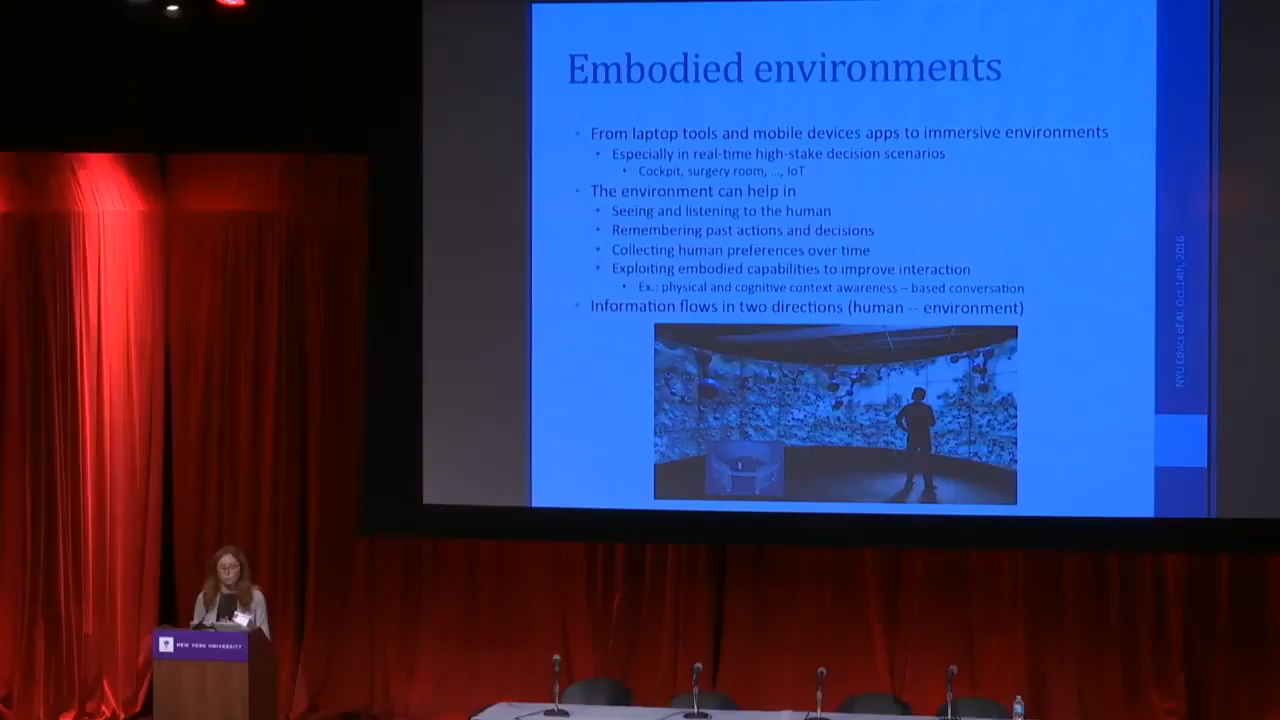 Embodied environments
From laptop tools and mobile devices apps to immersive environments
Especially in real-time high-stake decision scenarios
Cockpit, surgery room, ..., IoT
The environment can help in
Seeing and listening to the human
Remembering past actions and decisions
Collecting human preferences over time
Exploiting embodied capabilities to improve interaction
Ex.: physical and cognitive context awareness – based conversation
Information flows in two directions (human -- environment)
NYU Ethics of AI. Oct.14th, 2016
NEW YORK UNIVERSITY